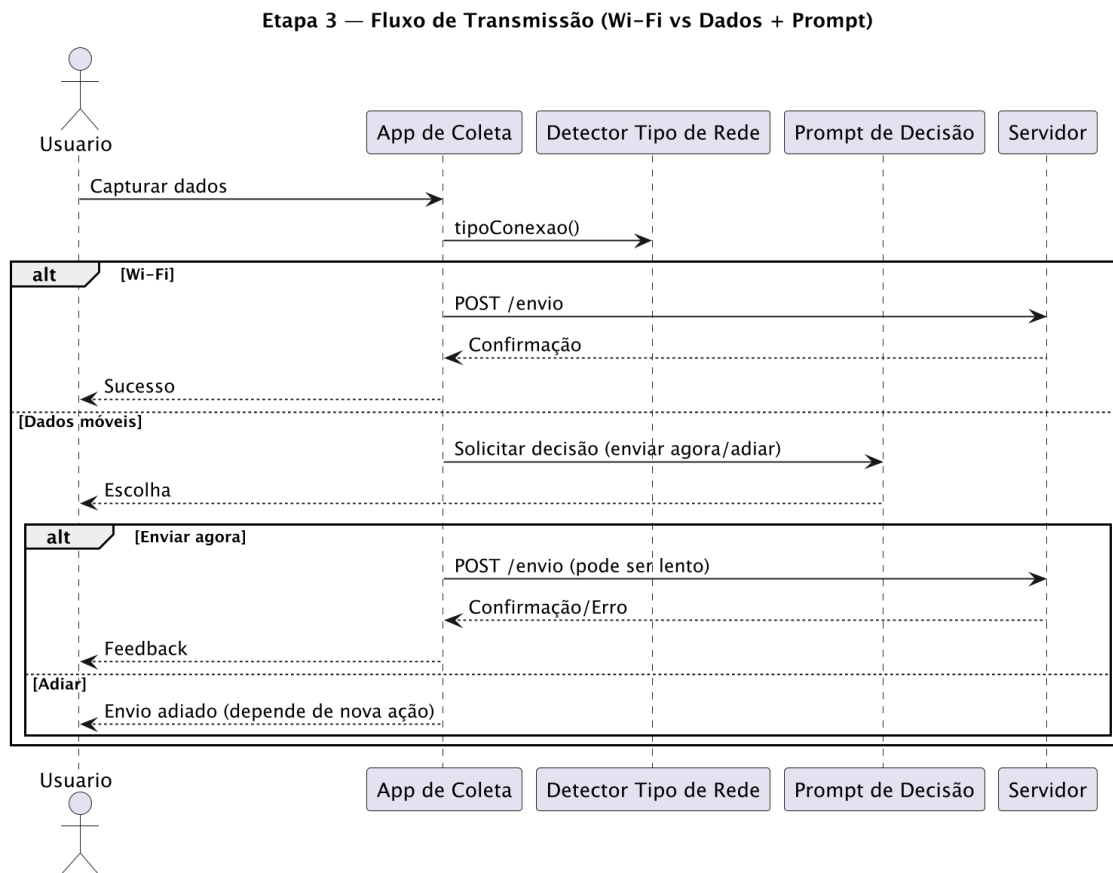 Etapa 3 — Fluxo de Transmissão (Wi-Fi vs Dados + Prompt)
Usuario
App de Coleta
Detector Tipo de Rede
Prompt de Decisão
Servidor
Capturar dados
tipoConexao()
alt [Wi-Fi]
POST /envio
Confirmação
Sucesso
[Dados móveis]
Solicitar decisão (enviar agora/adiar)
Escolha
alt [Enviar agora]
POST /envio (pode ser lento)
Confirmação/Erro
Feedback
[Adiar]
Envio adiado (depende de nova ação)
Usuario
App de Coleta
Detector Tipo de Rede
Prompt de Decisão
Servidor